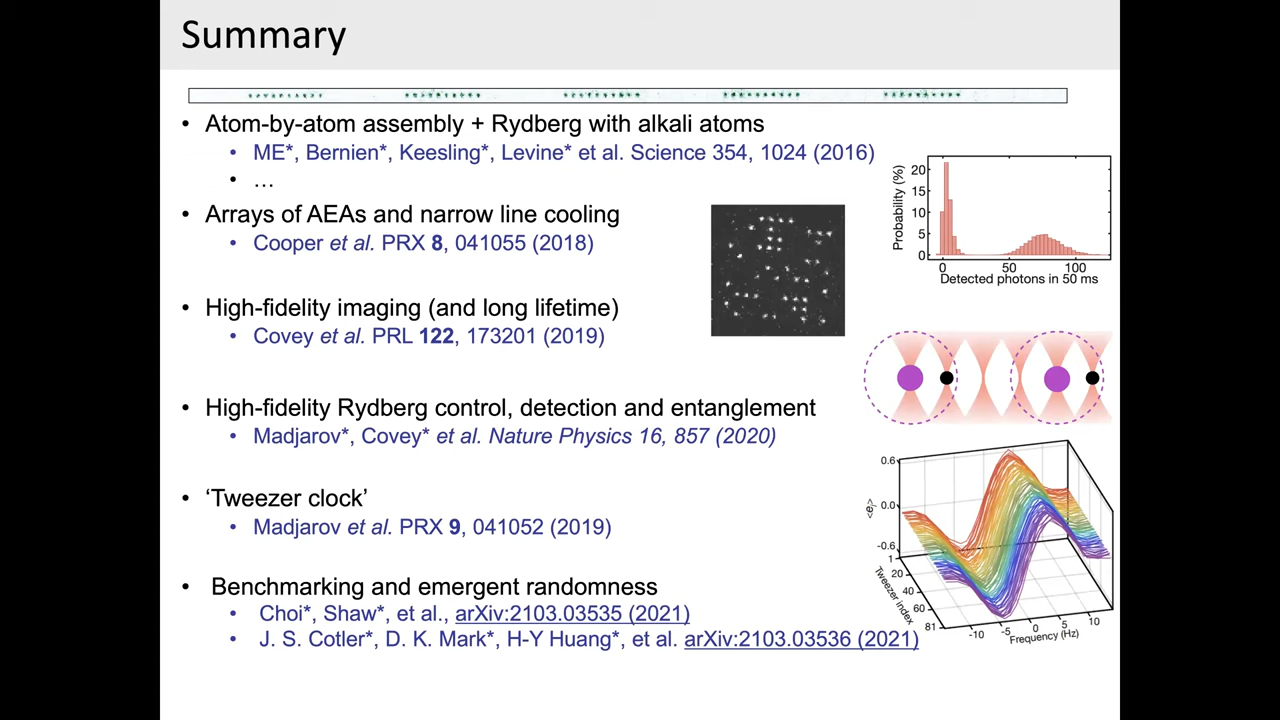 Summary
• Atom-by-atom assembly + Rydberg with alkali atoms
• ME*, Bernien*, Keesling*, Levine* et al. Science 354, 1024 (2016)
• …
• Arrays of AEAs and narrow line cooling
• Cooper et al. PRX 8, 041055 (2018)
• High-fidelity imaging (and long lifetime)
• Covey et al. PRL 122, 173201 (2019)
• High-fidelity Rydberg control, detection and entanglement
• Madjarov*, Covey* et al. Nature Physics 16, 857 (2020)
• ‘Tweezer clock’
• Madjarov et al. PRX 9, 041052 (2019)
• Benchmarking and emergent randomness
• Choi*, Shaw*, et al., arXiv:2103.03535 (2021)
• J. S. Cotler*, D. K. Mark*, H-Y Huang*, et al. arXiv:2103.03536 (2021)
Probability (%)
20
15
10
5
0
0 50 100
Detected photons in 50 ms
<e_i>
0.6
0.0
-0.6
1
20
40
60
81
Tweezer index
-10 -5 0 5 10
Frequency (Hz)